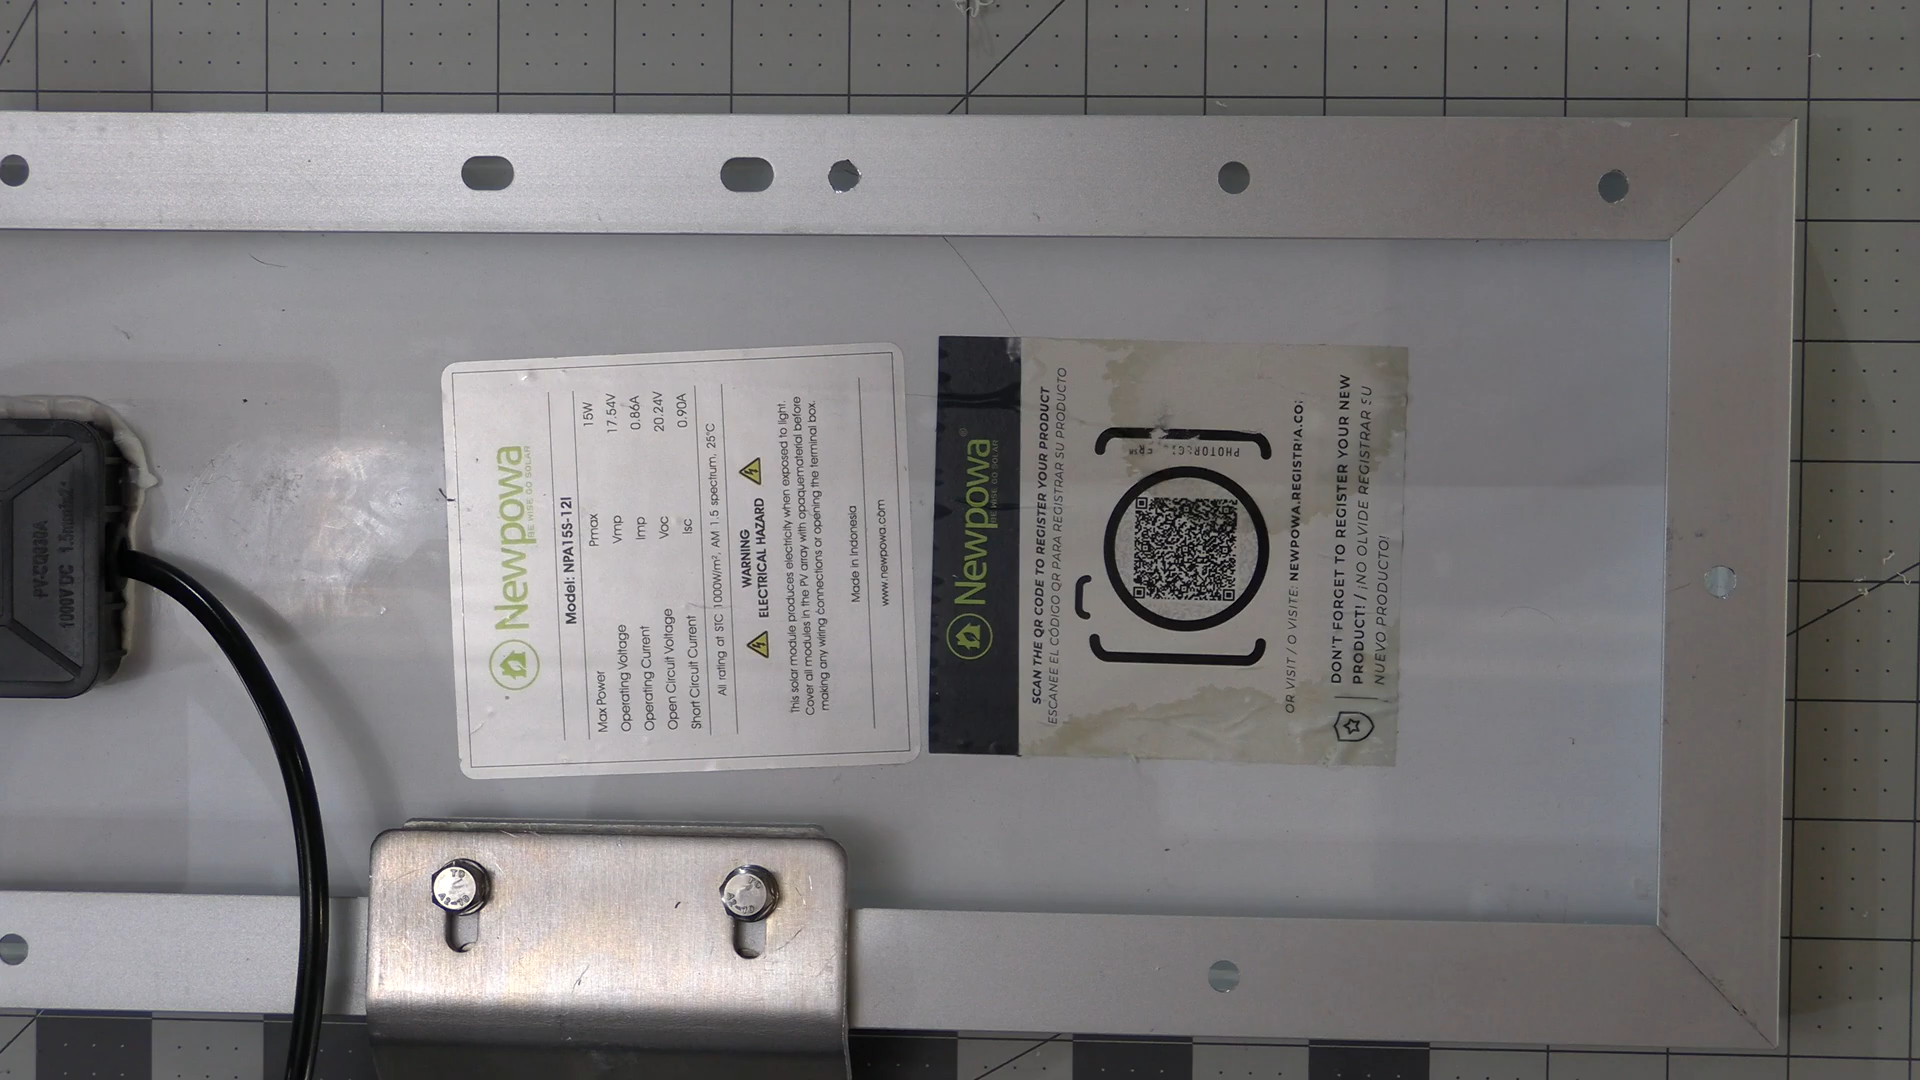 PV-CQ030A
1000V DC 1.5mm2
Newpowa
BE WISE GO SOLAR
Model: NPA15S-12I
Max Power Pmax 15W
Operating Voltage Vmp 17.54V
Operating Current Imp 0.86A
Open Circuit Voltage Voc 20.24V
Short Circuit Current Isc 0.90A
All rating at STC 1000W/m², AM 1.5 spectrum, 25°C
WARNING
ELECTRICAL HAZARD
This solar module produces electricity when exposed to light.
Cover all modules in the PV array with opaquematerial before
making any wiring connections or opening the terminal box.
Made in Indonesia
www.newpowa.com
Newpowa®
BE WISE GO SOLAR
SCAN THE QR CODE TO REGISTER YOUR PRODUCT
ESCANEE EL CÓDIGO QR PARA REGISTRAR SU PRODUCTO
OR VISIT / O VISITE: NEWPOWA.REGISTRIA.CO
DON'T FORGET TO REGISTER YOUR NEW
PRODUCT! / ¡NO OLVIDE REGISTRAR SU
NUEVO PRODUCTO!